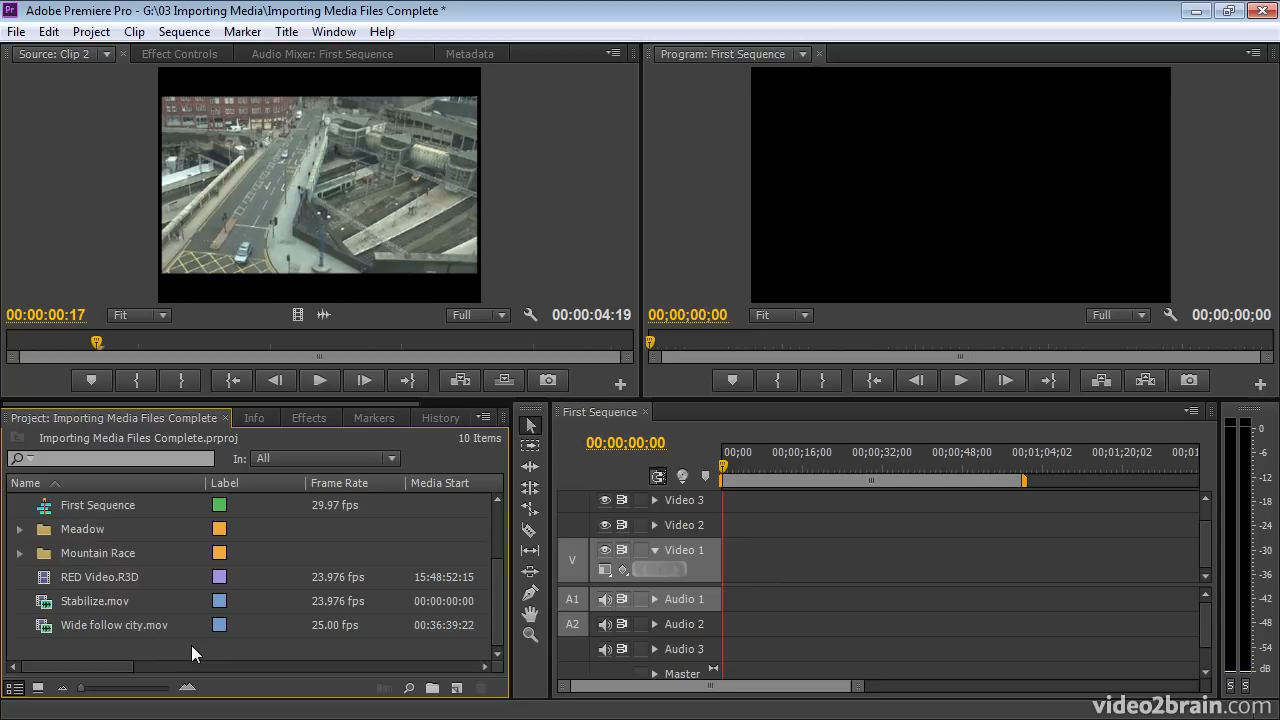 Pr Adobe Premiere Pro - G:\03 Importing Media\Importing Media Files Complete *
File Edit Project Clip Sequence Marker Title Window Help
Source: Clip 2 Effect Controls Audio Mixer: First Sequence Metadata
Program: First Sequence
00:00:00:17 Fit Full 00:00:04:19
00;00;00;00 Fit Full 00;00;00;00
Project: Importing Media Files Complete Info Effects Markers History
Importing Media Files Complete.prproj 10 Items
In: All
Name Label Frame Rate Media Start
First Sequence 29.97 fps
Meadow
Mountain Race
RED Video.R3D 23.976 fps 15:48:52:15
Stabilize.mov 23.976 fps 00:00:00:00
Wide follow city.mov 25.00 fps 00:36:39:22
First Sequence
00:00:00:00
00;00 00;00;16;00 00;00;32;00 00;00;48;00 00;01;04;02 00;01;20;02 00;01
Video 3
Video 2
V Video 1
A1 Audio 1
A2 Audio 2
Audio 3
Master
0
-6
-12
-18
-24
-30
-36
-42
-48
-54
S S
video2brain.com